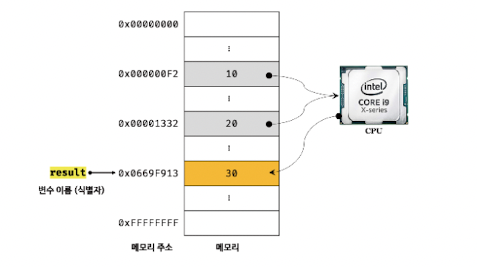 0x00000000
⋮
0x000000F2
10
⋮
0x00001332
20
⋮
result
0x0669F913
30
변수 이름 (식별자)
⋮
0xFFFFFFFF
메모리 주소
메모리
intel
CORE i9
X-series
CPU